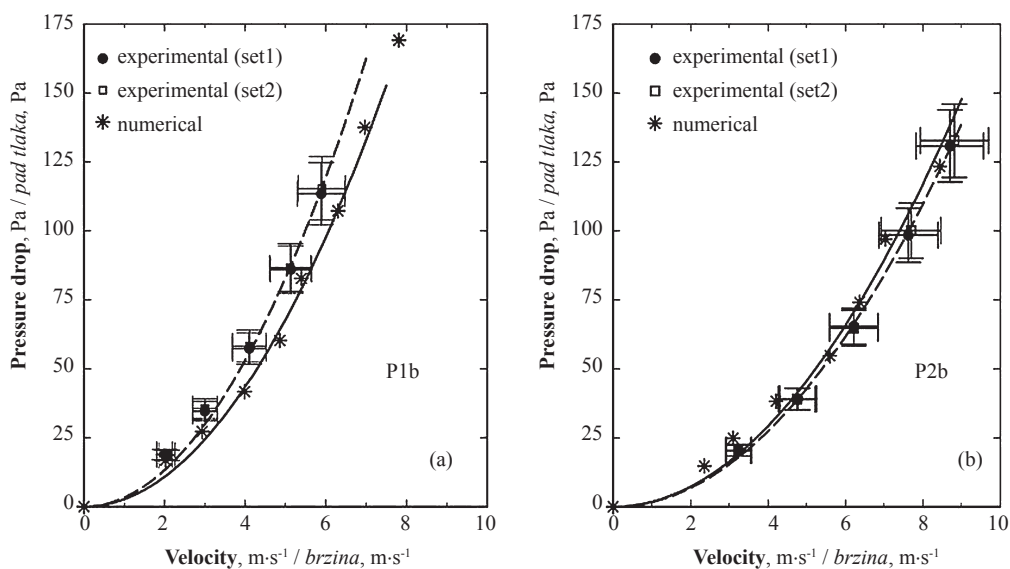 175
150
125
100
75
50
25
0
Pressure drop, Pa / pad tlaka, Pa
experimental (set1)
experimental (set2)
numerical
P1b
(a)
0 2 4 6 8 10
Velocity, m·s⁻¹ / brzina, m·s⁻¹
175
150
125
100
75
50
25
0
Pressure drop, Pa / pad tlaka, Pa
experimental (set1)
experimental (set2)
numerical
P2b
(b)
0 2 4 6 8 10
Velocity, m·s⁻¹ / brzina, m·s⁻¹